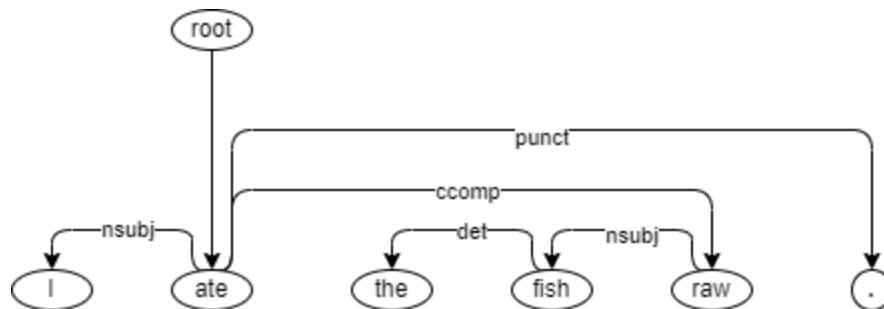 root
punct
ccomp
nsubj det nsubj
I ate the fish raw .